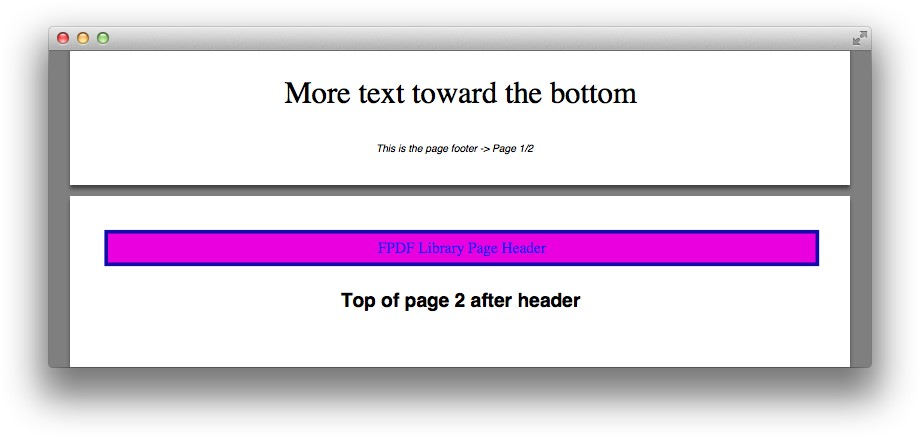 More text toward the bottom
This is the page footer -> Page 1/2
FPDF Library Page Header
Top of page 2 after header